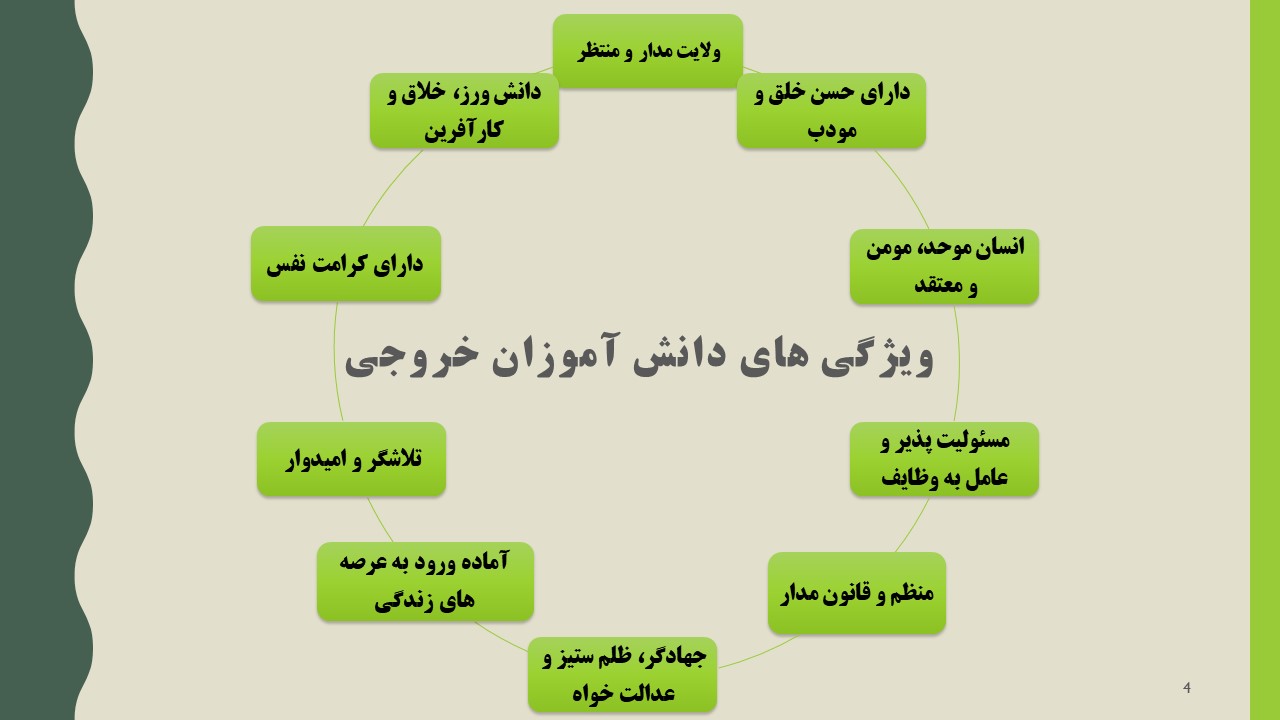 ولایت مدار و منتظر
دارای حسن خلق و
مودب
انسان موحد، مومن
و معتقد
مسئولیت پذیر و
عامل به وظایف
منظم و قانون مدار
جهادگر، ظلم ستیز و
عدالت خواه
آماده ورود به عرصه
های زندگی
تلاشگر و امیدوار
دارای کرامت نفس
دانش ورز، خلاق و
کارآفرین
ویژگی های دانش آموزان خروجی
4